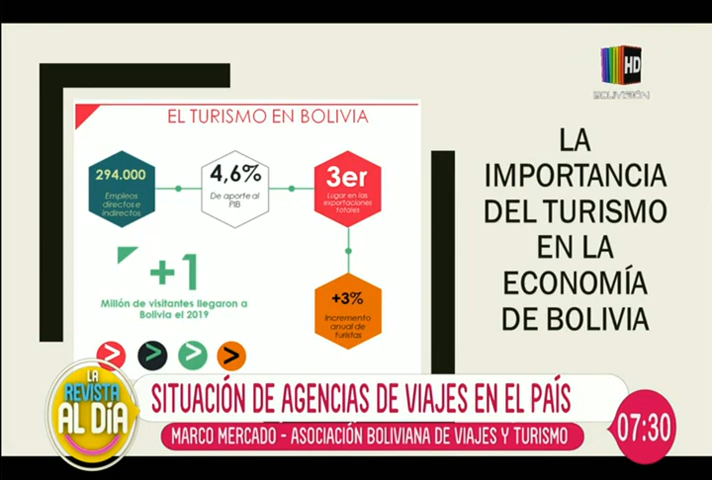 HD
BOLIVISIÓN
EL TURISMO EN BOLIVIA
294.000
Empleos
directos e
indirectos
4,6%
De aporte al
PIB
3er
Lugar en las
exportaciones
totales
+1
Millón de visitantes llegaron a
Bolivia el 2019
+3%
Incremento
anual de
turistas
LA
IMPORTANCIA
DEL TURISMO
EN LA
ECONOMÍA
DE BOLIVIA
LA
REVISTA
AL DÍA
SITUACIÓN DE AGENCIAS DE VIAJES EN EL PAÍS
MARCO MERCADO - ASOCIACIÓN BOLIVIANA DE VIAJES Y TURISMO
07:30